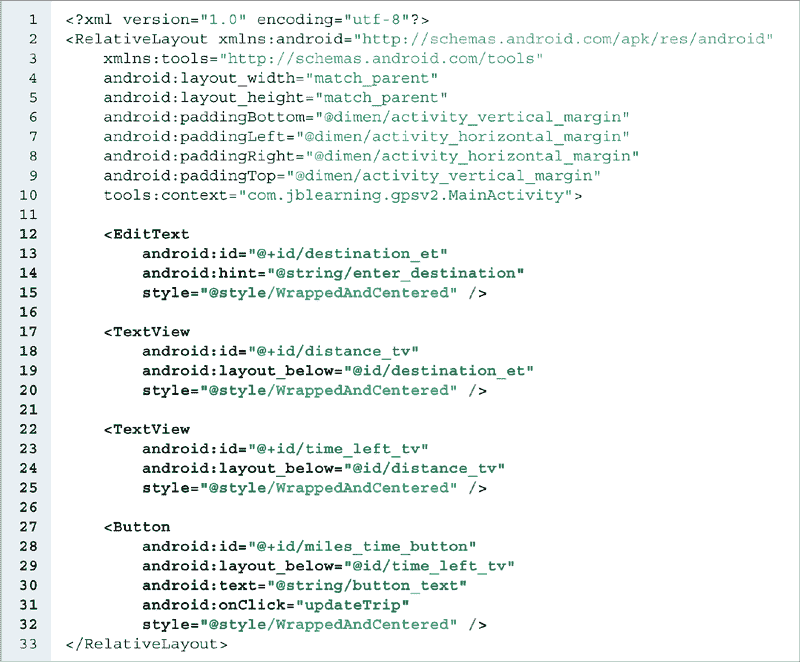 1 <?xml version="1.0" encoding="utf-8"?>
2 <RelativeLayout xmlns:android="http://schemas.android.com/apk/res/android"
3     xmlns:tools="http://schemas.android.com/tools"
4     android:layout_width="match_parent"
5     android:layout_height="match_parent"
6     android:paddingBottom="@dimen/activity_vertical_margin"
7     android:paddingLeft="@dimen/activity_horizontal_margin"
8     android:paddingRight="@dimen/activity_horizontal_margin"
9     android:paddingTop="@dimen/activity_vertical_margin"
10     tools:context="com.jblearning.gpsv2.MainActivity">
11
12     <EditText
13         android:id="@+id/destination_et"
14         android:hint="@string/enter_destination"
15         style="@style/WrappedAndCentered" />
16
17     <TextView
18         android:id="@+id/distance_tv"
19         android:layout_below="@id/destination_et"
20         style="@style/WrappedAndCentered" />
21
22     <TextView
23         android:id="@+id/time_left_tv"
24         android:layout_below="@id/distance_tv"
25         style="@style/WrappedAndCentered" />
26
27     <Button
28         android:id="@+id/miles_time_button"
29         android:layout_below="@id/time_left_tv"
30         android:text="@string/button_text"
31         android:onClick="updateTrip"
32         style="@style/WrappedAndCentered" />
33 </RelativeLayout>